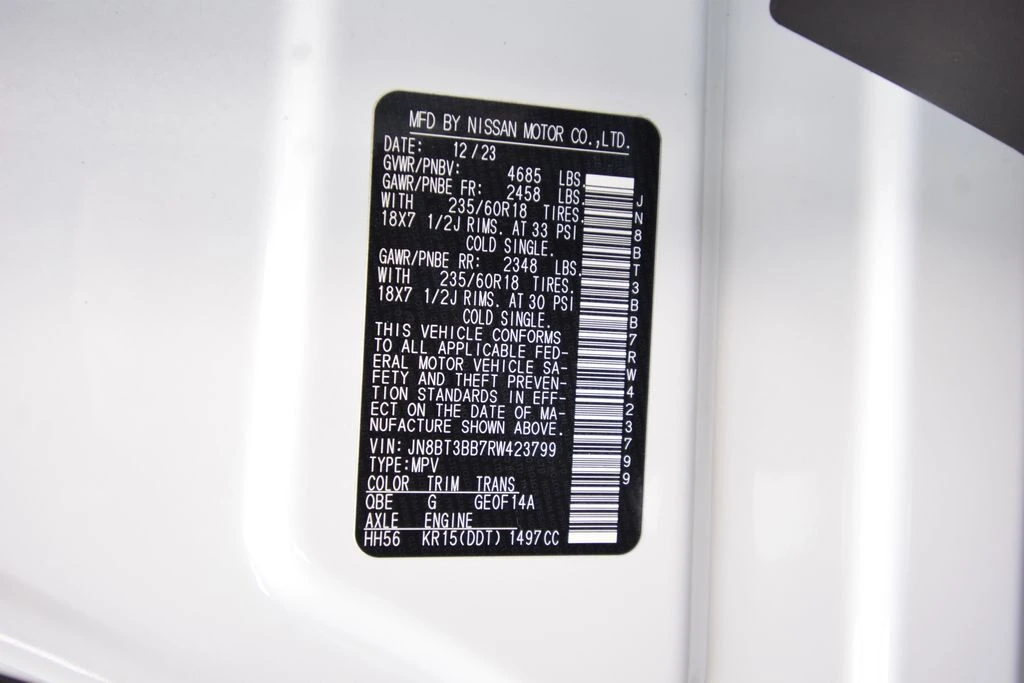 MFD BY NISSAN MOTOR CO.,LTD.
DATE: 12/23
GVWR/PNBV: 4685 LBS.
GAWR/PNBE FR: 2458 LBS.
WITH 235/60R18 TIRES.
18X7 1/2J RIMS. AT 33 PSI
COLD SINGLE.
GAWR/PNBE RR: 2348 LBS.
WITH 235/60R18 TIRES.
18X7 1/2J RIMS. AT 30 PSI
COLD SINGLE.
THIS VEHICLE CONFORMS
TO ALL APPLICABLE FED-
ERAL MOTOR VEHICLE SA-
FETY AND THEFT PREVEN-
TION STANDARDS IN EFF-
ECT ON THE DATE OF MA-
NUFACTURE SHOWN ABOVE.
VIN: JN8BT3BB7RW423799
TYPE:MPV
COLOR TRIM TRANS
QBE G GEOF14A
AXLE ENGINE
HH56 KR15(DDT) 1497CC
JN8BT3BB7RW423799